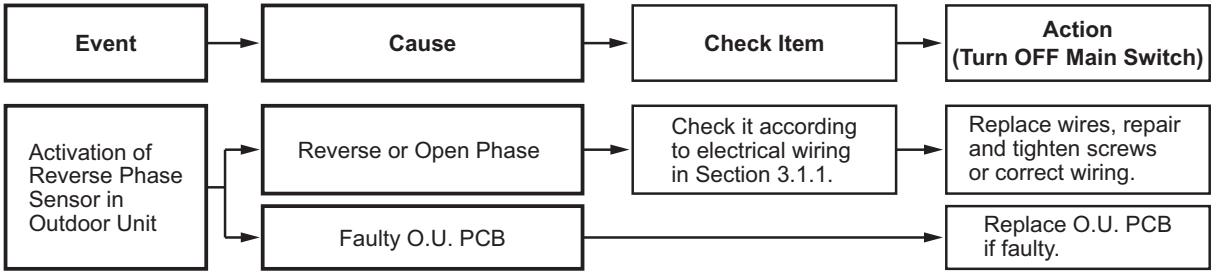 Event
Cause
Check Item
Action
(Turn OFF Main Switch)
Activation of
Reverse Phase
Sensor in
Outdoor Unit
Reverse or Open Phase
Check it according
to electrical wiring
in Section 3.1.1.
Replace wires, repair
and tighten screws
or correct wiring.
Faulty O.U. PCB
Replace O.U. PCB
if faulty.